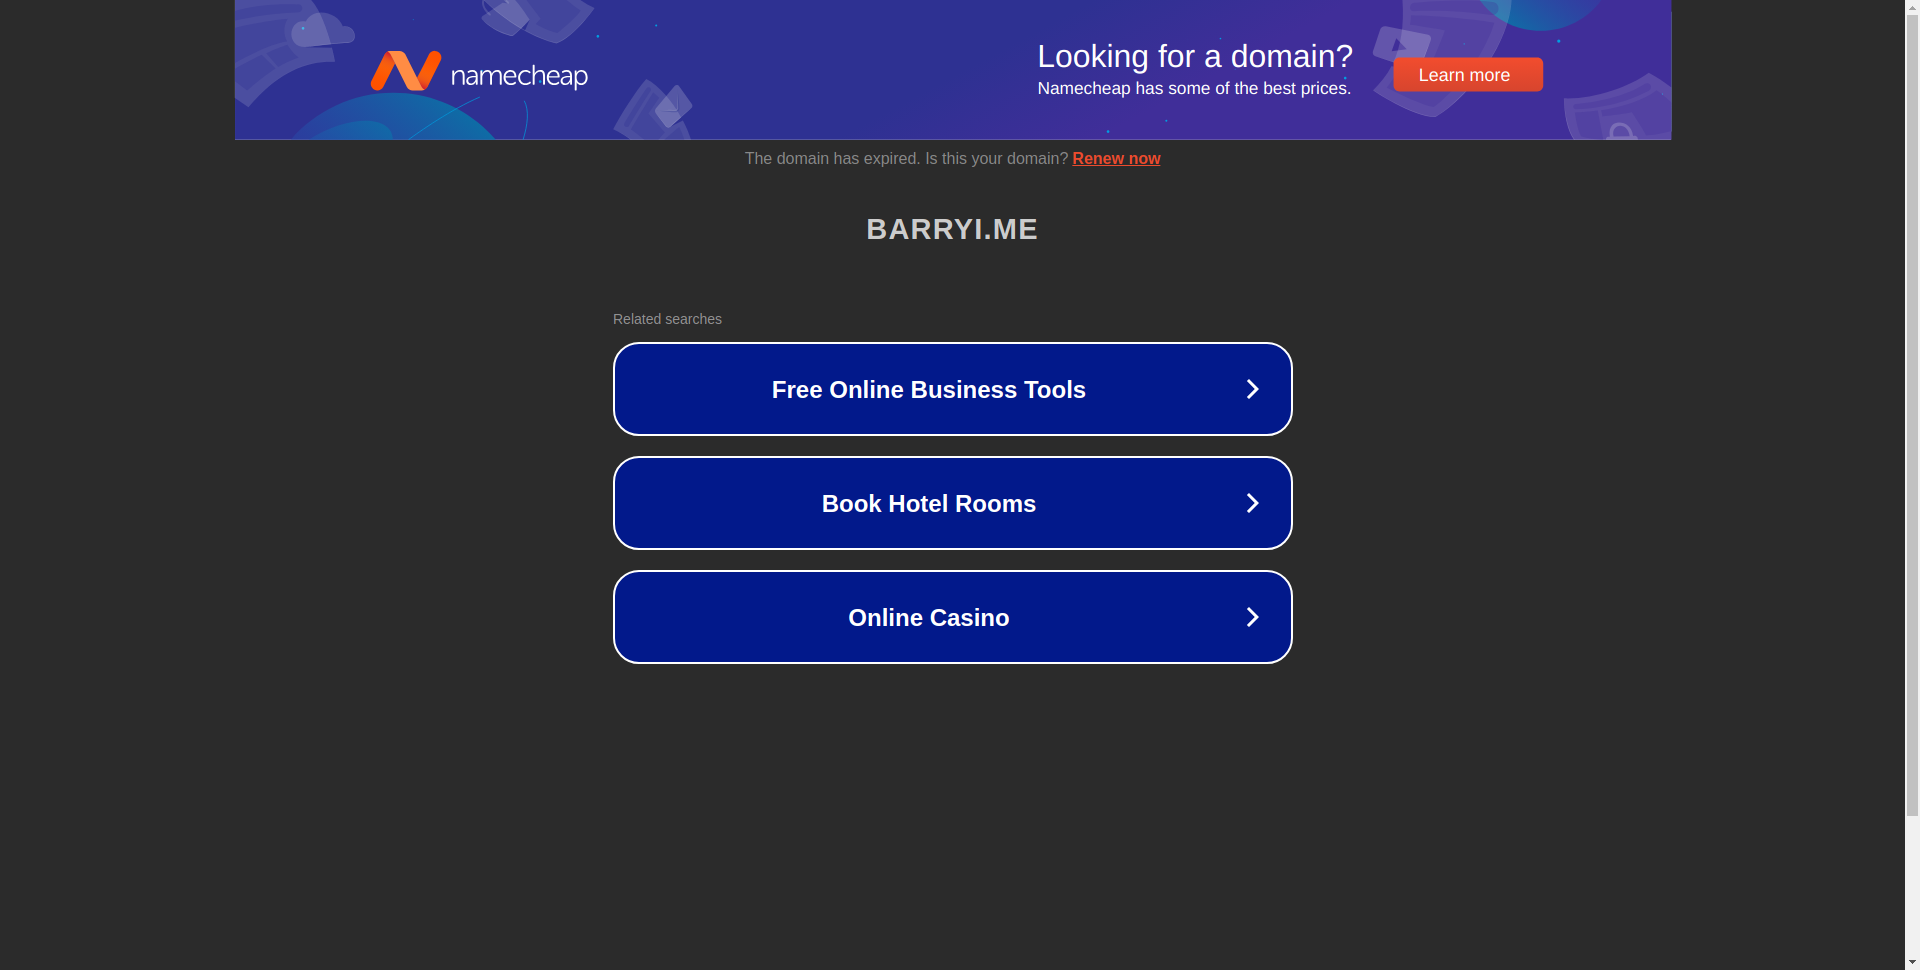 namecheap
Looking for a domain?
Namecheap has some of the best prices.
Learn more
The domain has expired. Is this your domain? Renew now
BARRYI.ME
Related searches
Free Online Business Tools
Book Hotel Rooms
Online Casino